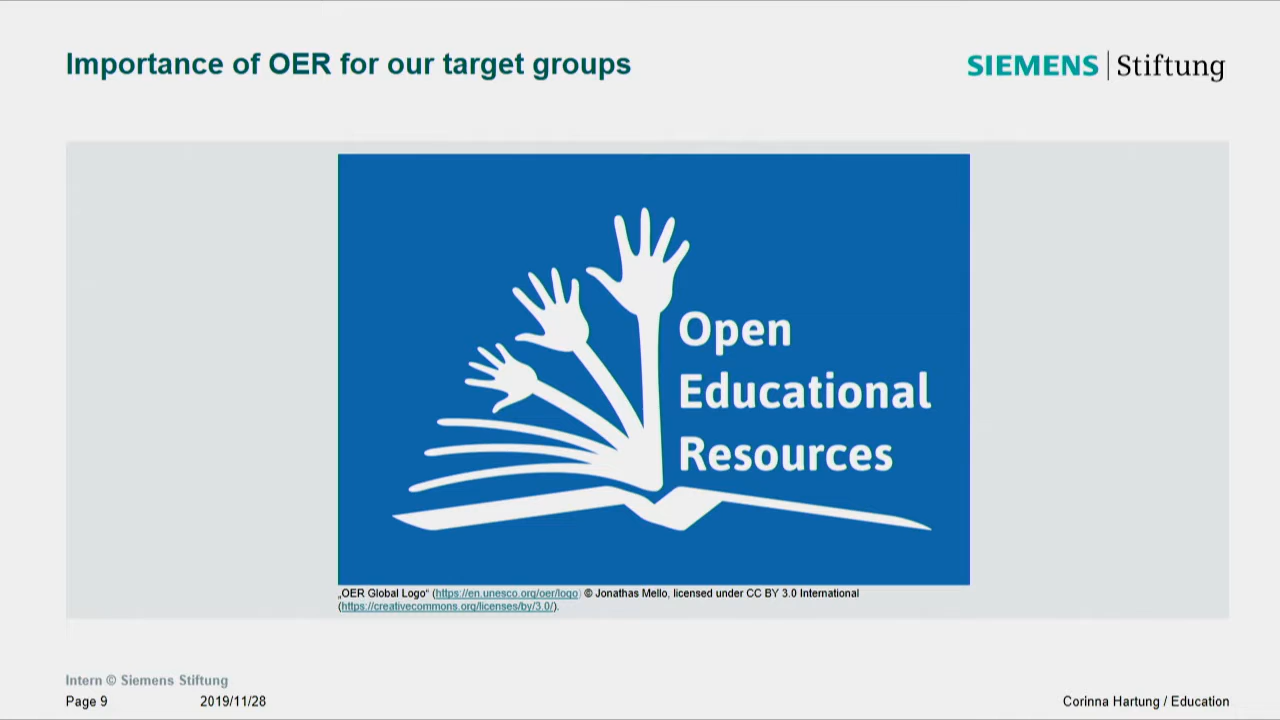 Importance of OER for our target groups
SIEMENS | Stiftung
Open
Educational
Resources
„OER Global Logo“ (https://en.unesco.org/oer/logo) © Jonathas Mello, licensed under CC BY 3.0 International
(https://creativecommons.org/licenses/by/3.0/).
Intern © Siemens Stiftung
Page 9 2019/11/28 Corinna Hartung / Education